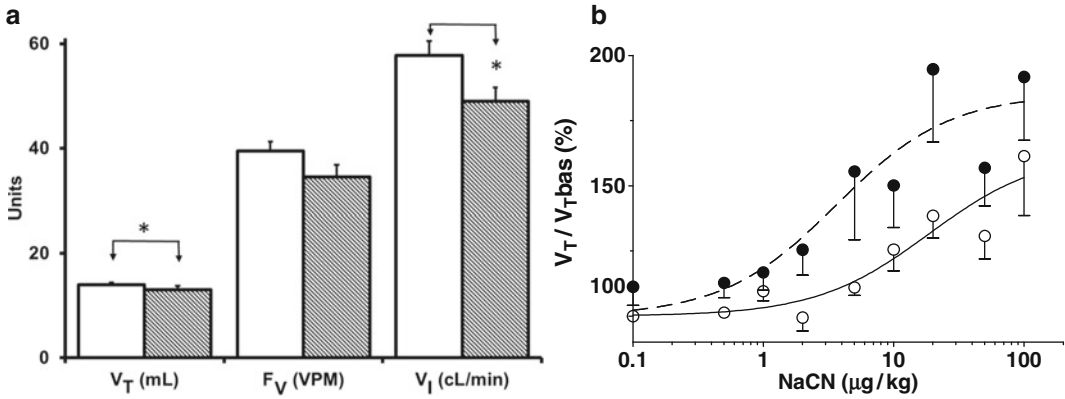 a
60
40
20
0
Units
*
*
V_T (mL)
F_V (VPM)
V_I (cL/min)
b
200
150
100
V_T / V_Tbas (%)
0.1
1
10
100
NaCN (μg/kg)